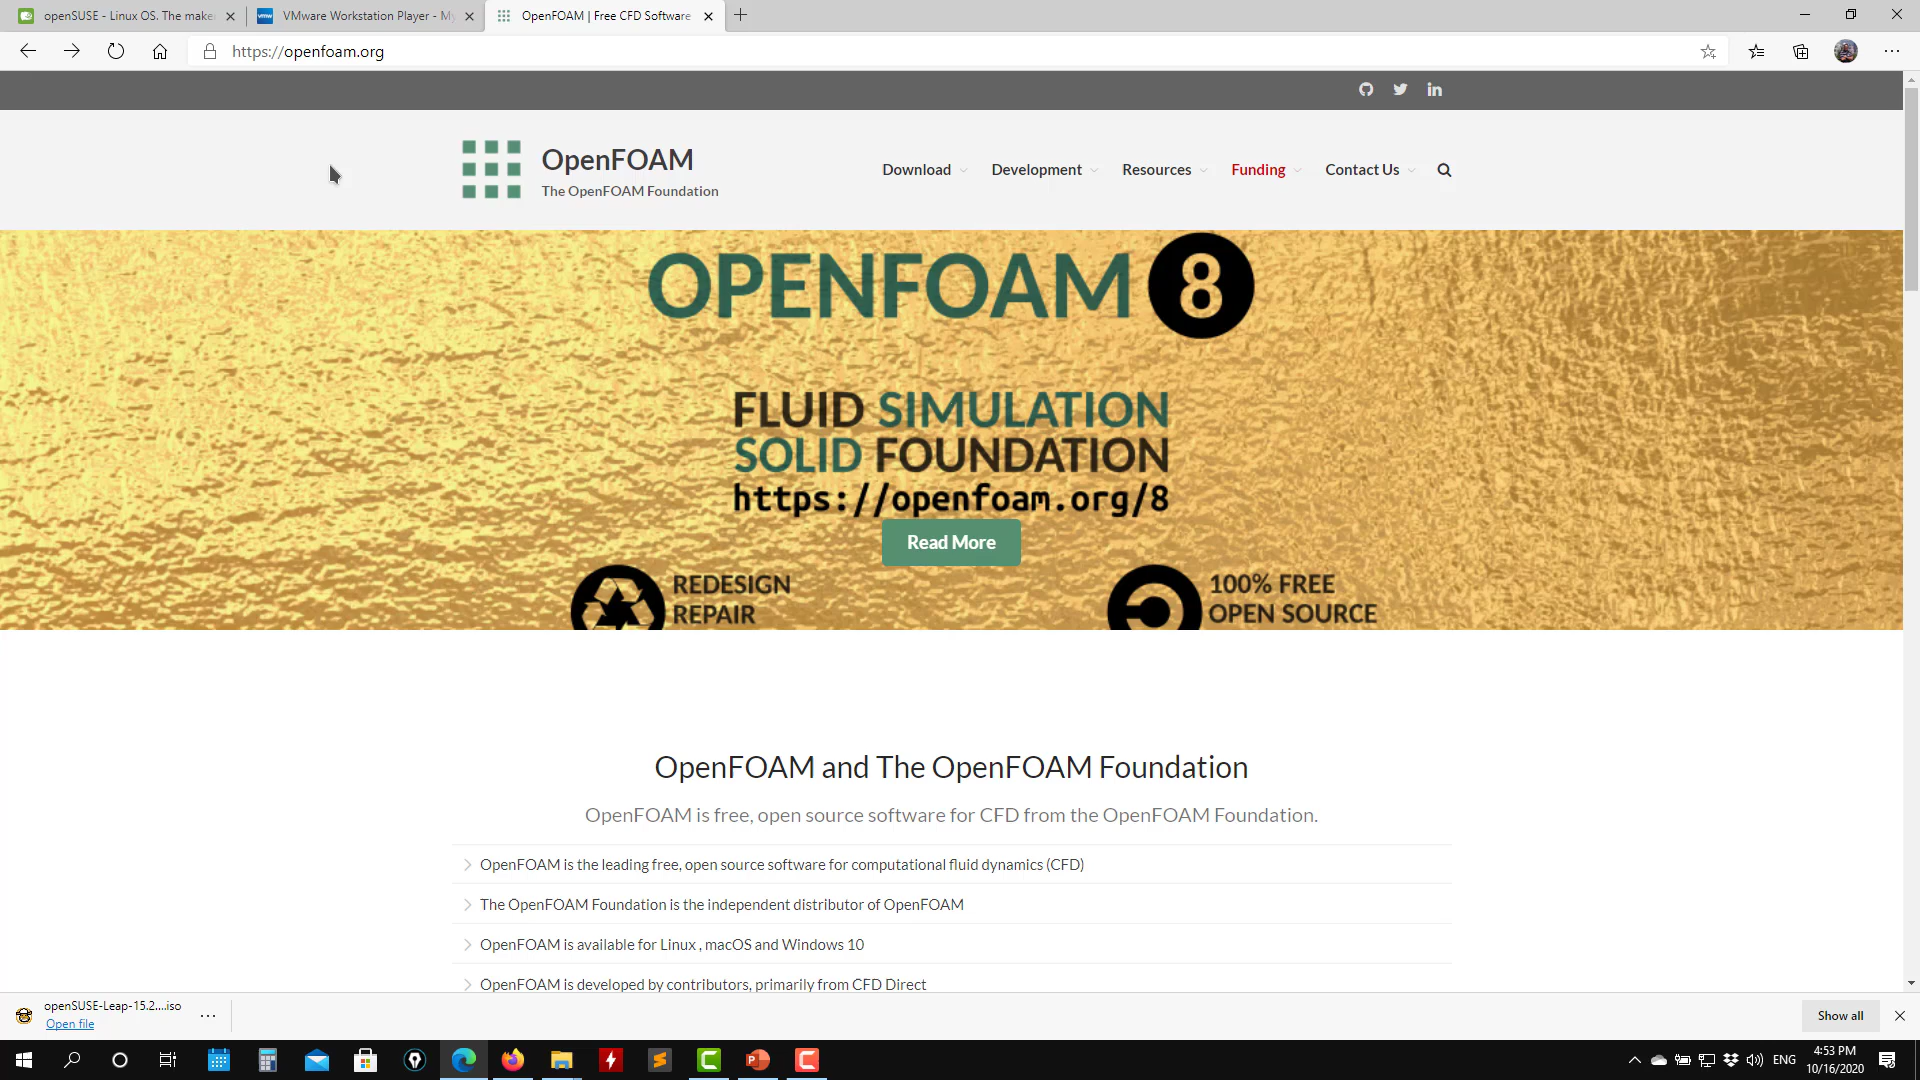 openSUSE - Linux OS. The make
VMware Workstation Player - My
OpenFOAM | Free CFD Software
https://openfoam.org
OpenFOAM
The OpenFOAM Foundation
Download
Development
Resources
Funding
Contact Us
OPENFOAM 8
FLUID SIMULATION
SOLID FOUNDATION
https://openfoam.org/8
Read More
REDESIGN
REPAIR
100% FREE
OPEN SOURCE
OpenFOAM and The OpenFOAM Foundation
OpenFOAM is free, open source software for CFD from the OpenFOAM Foundation.
OpenFOAM is the leading free, open source software for computational fluid dynamics (CFD)
The OpenFOAM Foundation is the independent distributor of OpenFOAM
OpenFOAM is available for Linux , macOS and Windows 10
OpenFOAM is developed by contributors, primarily from CFD Direct
openSUSE-Leap-15.2....iso
Open file
Show all
ENG
4:53 PM
10/16/2020